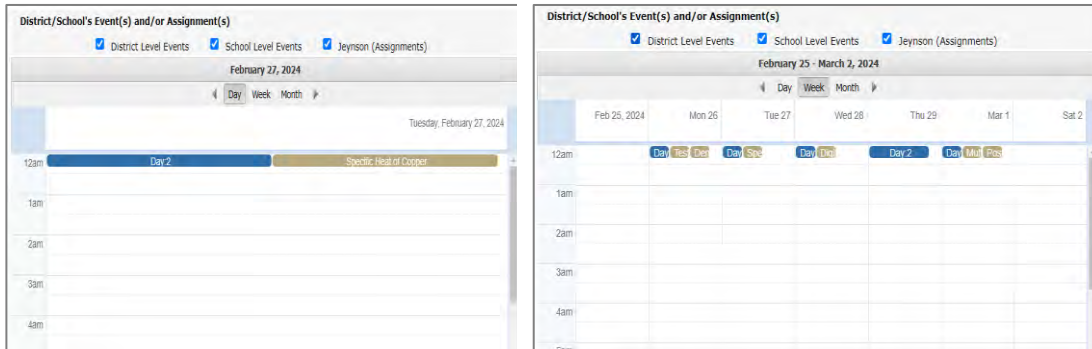 District/School's Event(s) and/or Assignment(s)
District Level Events School Level Events Jeynson (Assignments)
February 27, 2024
Day Week Month
Tuesday, February 27, 2024
12am Day:2 Specific Heat of Copper
1am
2am
3am
4am
District/School's Event(s) and/or Assignment(s)
District Level Events School Level Events Jeynson (Assignments)
February 25 - March 2, 2024
Day Week Month
Feb 25, 2024 Mon 26 Tue 27 Wed 28 Thu 29 Mar 1 Sat 2
12am Day Day Spe Day Day:2 Day Pos
1am
2am
3am
4am